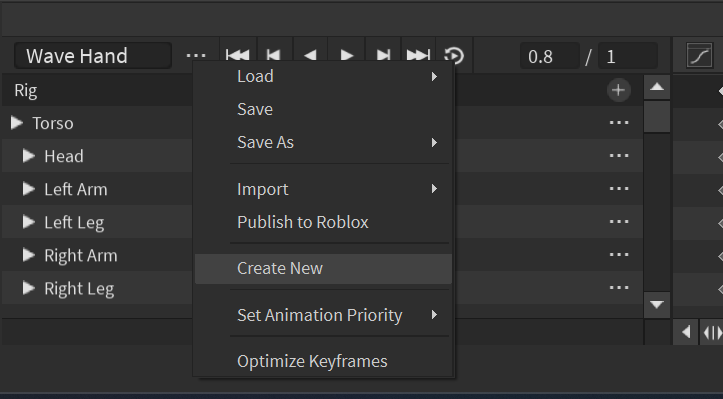 Wave Hand ... 0.8 / 1
Load
Rig
Save
Torso ...
Save As
Head ...
Import
Left Arm ...
Publish to Roblox
Left Leg ...
Right Arm ...
Create New
Right Leg ...
Set Animation Priority
Optimize Keyframes